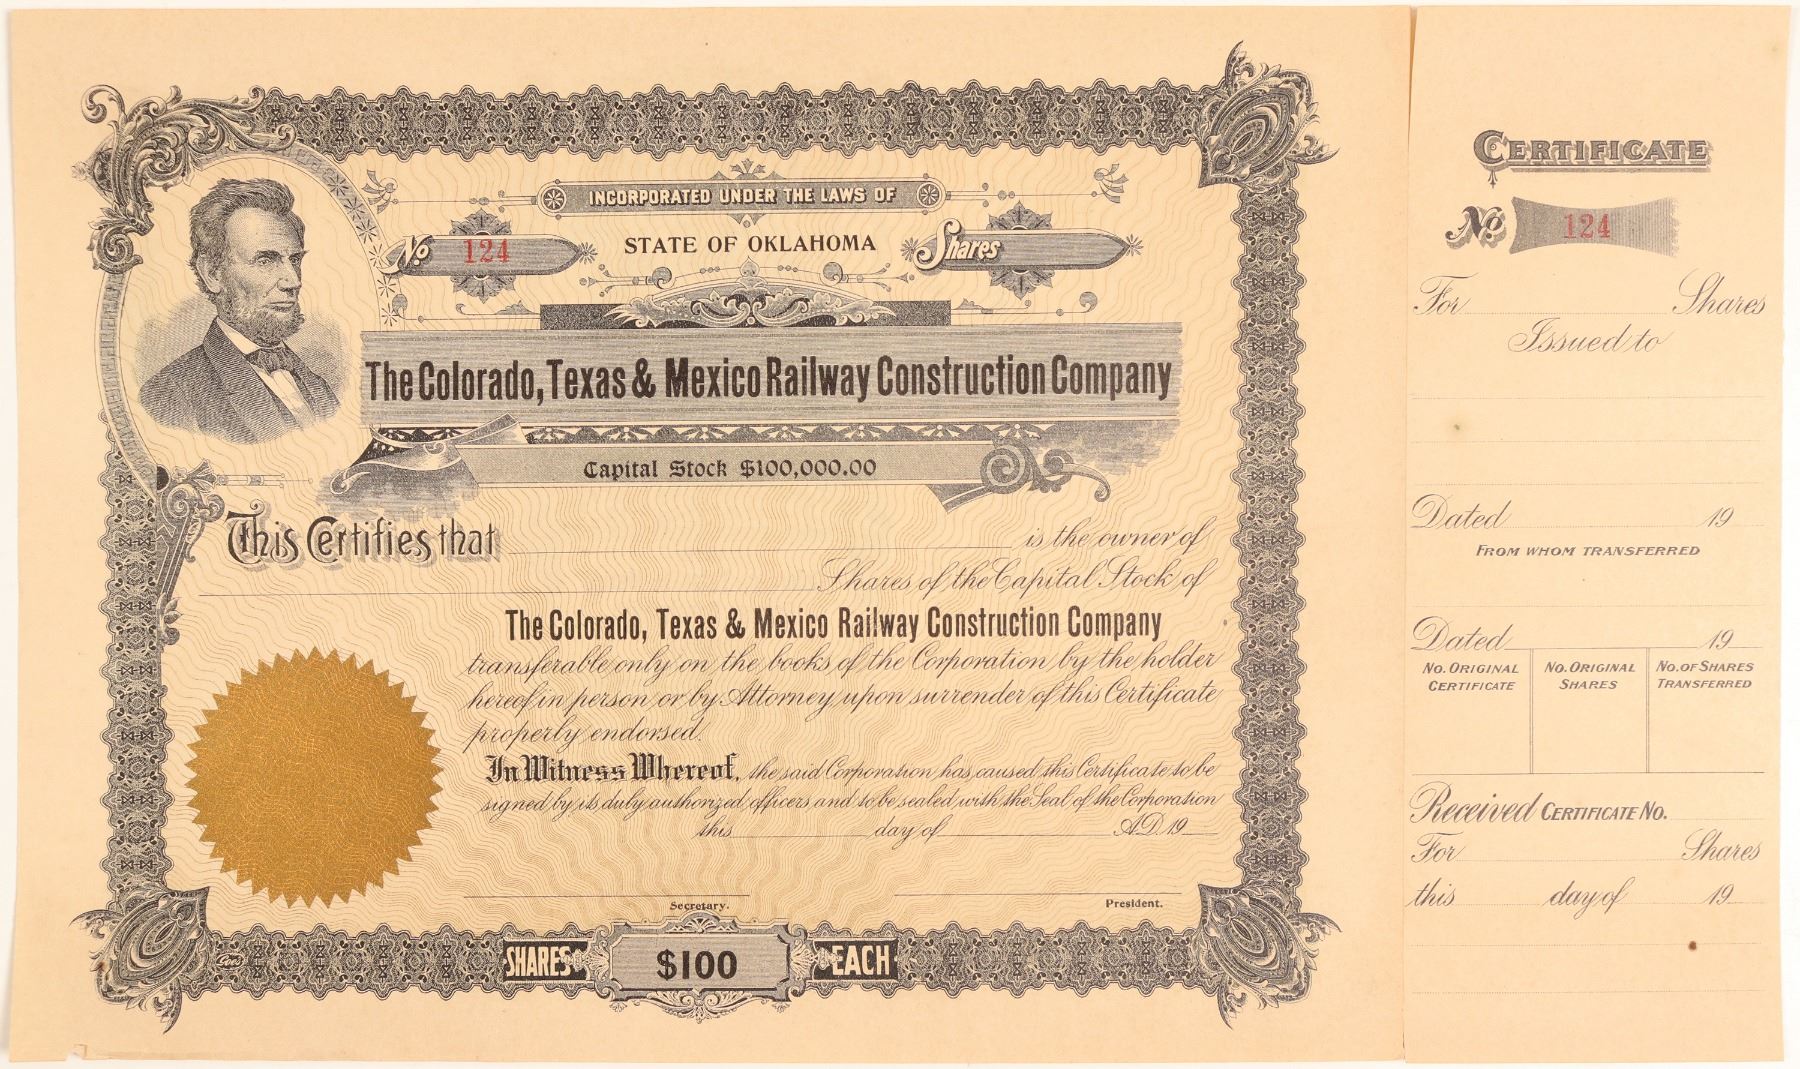 INCORPORATED UNDER THE LAWS OF
No. 124
STATE OF OKLAHOMA
Shares
The Colorado, Texas & Mexico Railway Construction Company
Capital Stock $100,000.00
This Certifies that is the owner of
Shares of the Capital Stock of
The Colorado, Texas & Mexico Railway Construction Company
transferable only on the books of the Corporation by the holder
hereof in person or by Attorney upon surrender of this Certificate
properly endorsed.
In Witness Whereof, the said Corporation has caused this Certificate to be
signed by its duly authorized officers and to be sealed with the Seal of the Corporation
this day of A.D. 19
Secretary.
President.
Goes
SHARES $100 EACH
CERTIFICATE
No. 124
For Shares
Issued to
Dated 19
FROM WHOM TRANSFERRED
Dated 19
NO. ORIGINAL CERTIFICATE
NO. ORIGINAL SHARES
NO. OF SHARES TRANSFERRED
Received CERTIFICATE NO.
For Shares
this day of 19